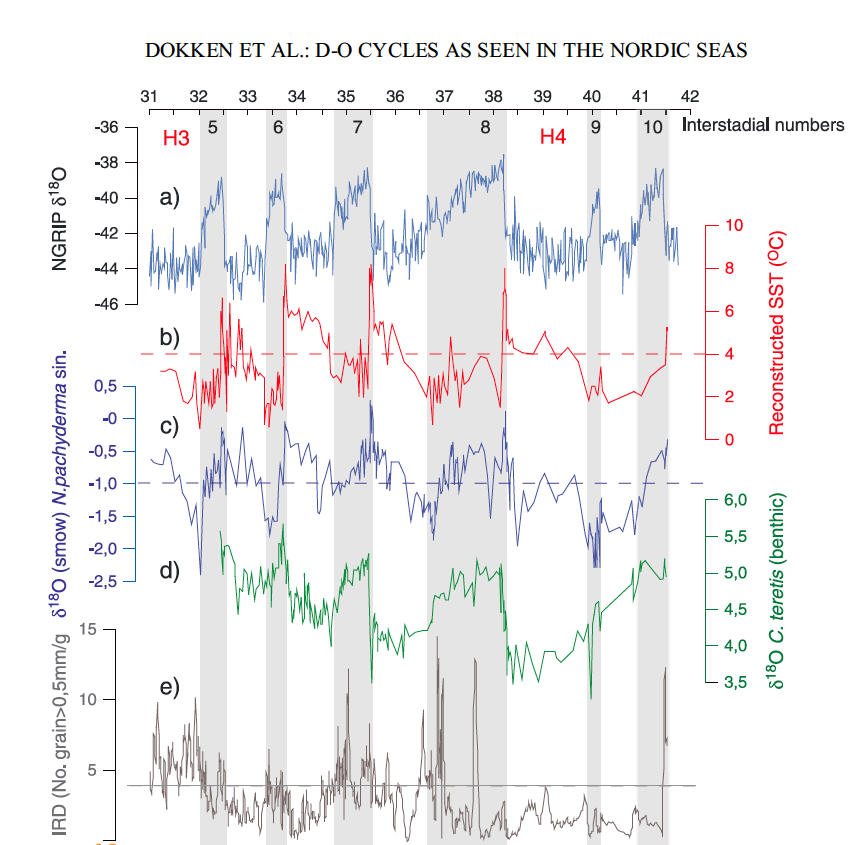 DOKKEN ET AL.: D-O CYCLES AS SEEN IN THE NORDIC SEAS
31 32 33 34 35 36 37 38 39 40 41 42
H3 5 6 7 8 H4 9 10 Interstadial numbers
NGRIP δ18O
-36
-38
-40
-42
-44
-46
a)
Reconstructed SST (ºC)
10
8
6
4
2
0
b)
δ18O (smow) N.pachyderma sin.
0,5
-0
-0,5
-1,0
-1,5
-2,0
-2,5
c)
δ18O C. teretis (benthic)
6,0
5,5
5,0
4,5
4,0
3,5
d)
IRD (No. grain>0,5mm/g
15
10
5
e)